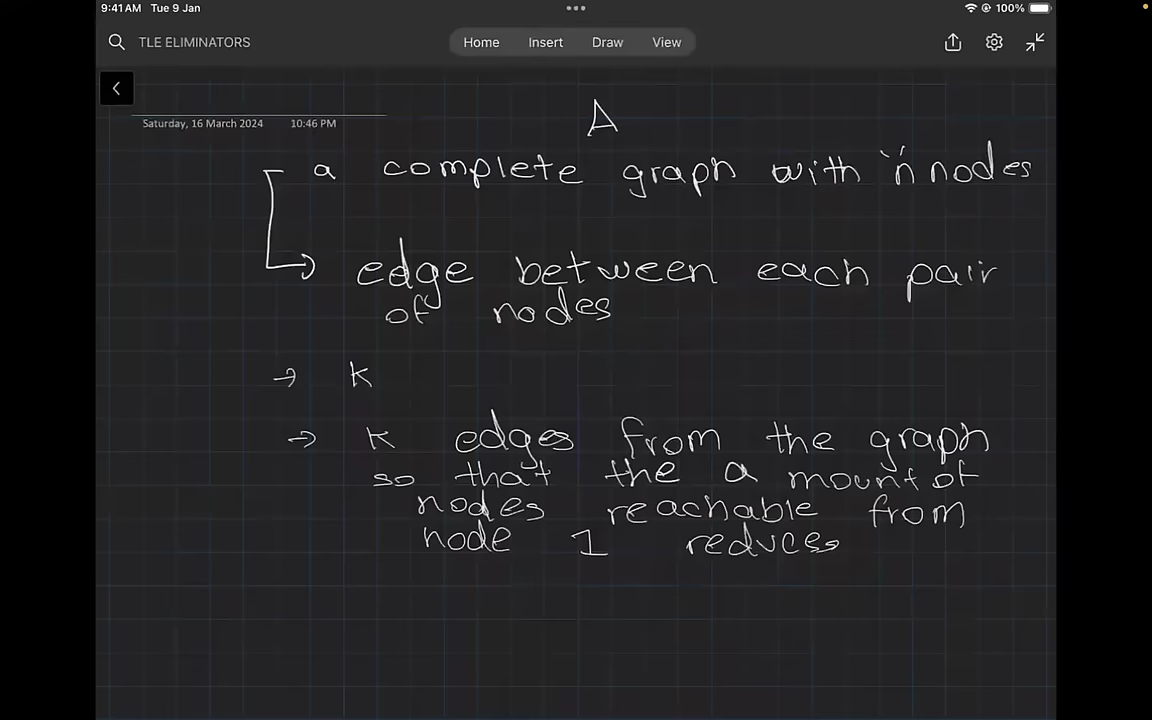 9:41 AM Tue 9 Jan 100%
TLE ELIMINATORS Home Insert Draw View
Saturday, 16 March 2024 10:46 PM
A
a complete graph with 'n' nodes
edge between each pair
of nodes
→ k
→ k edges from the graph
so that the a mount of
nodes reachable from
node 1 reduces